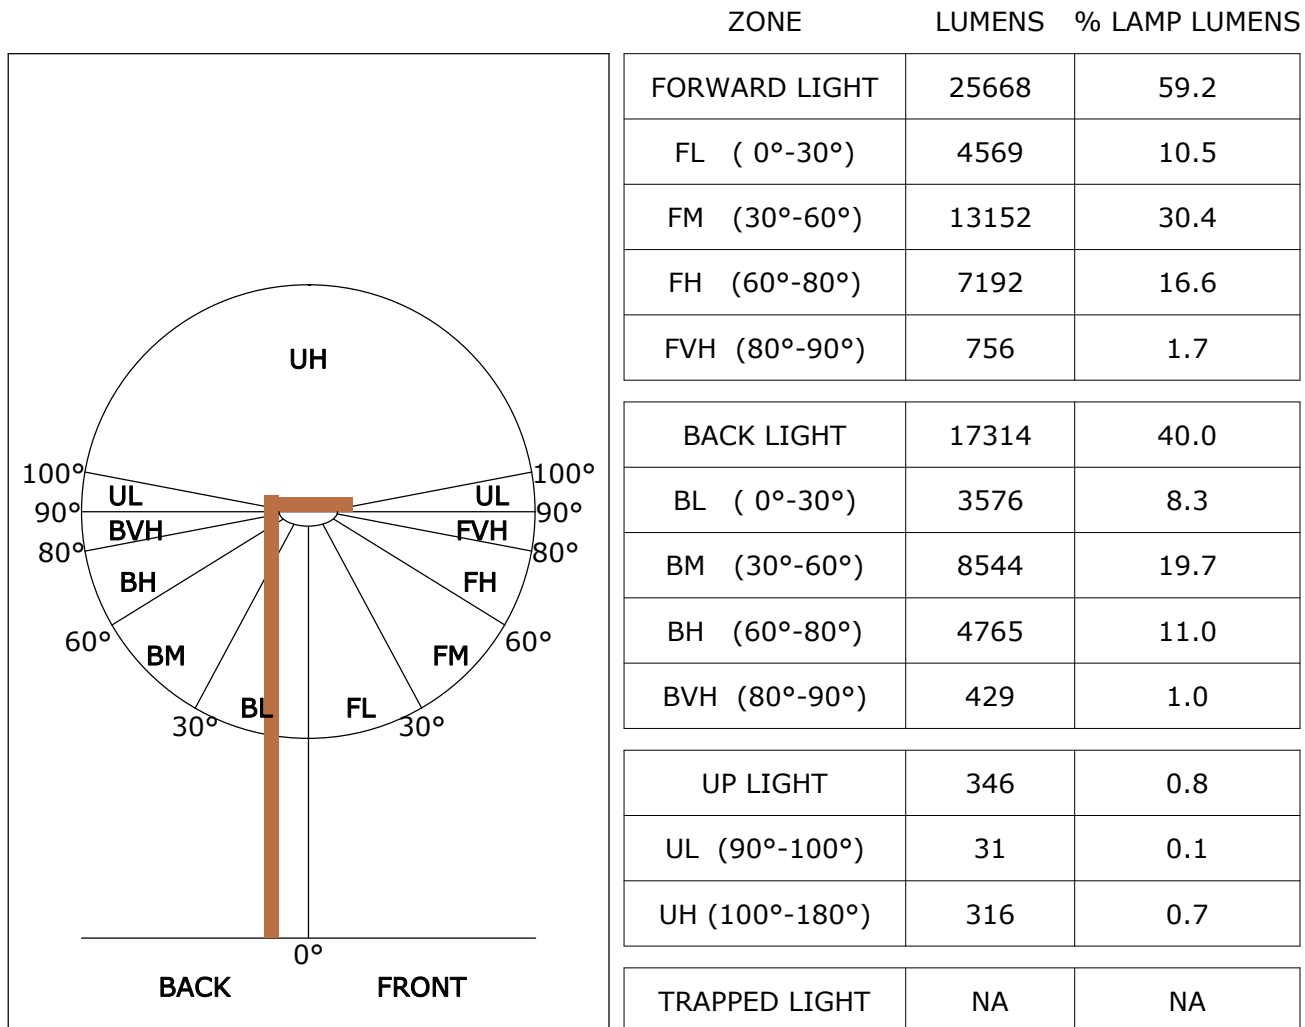 ZONE LUMENS % LAMP LUMENS
FORWARD LIGHT 25668 59.2
FL ( 0°-30°) 4569 10.5
FM (30°-60°) 13152 30.4
FH (60°-80°) 7192 16.6
FVH (80°-90°) 756 1.7
BACK LIGHT 17314 40.0
BL ( 0°-30°) 3576 8.3
BM (30°-60°) 8544 19.7
BH (60°-80°) 4765 11.0
BVH (80°-90°) 429 1.0
UP LIGHT 346 0.8
UL (90°-100°) 31 0.1
UH (100°-180°) 316 0.7
TRAPPED LIGHT NA NA
UH
100° 100°
UL UL
90° 90°
BVH FVH
80° 80°
BH FH
60° 60°
BM FM
BL FL
30° 30°
0°
BACK FRONT